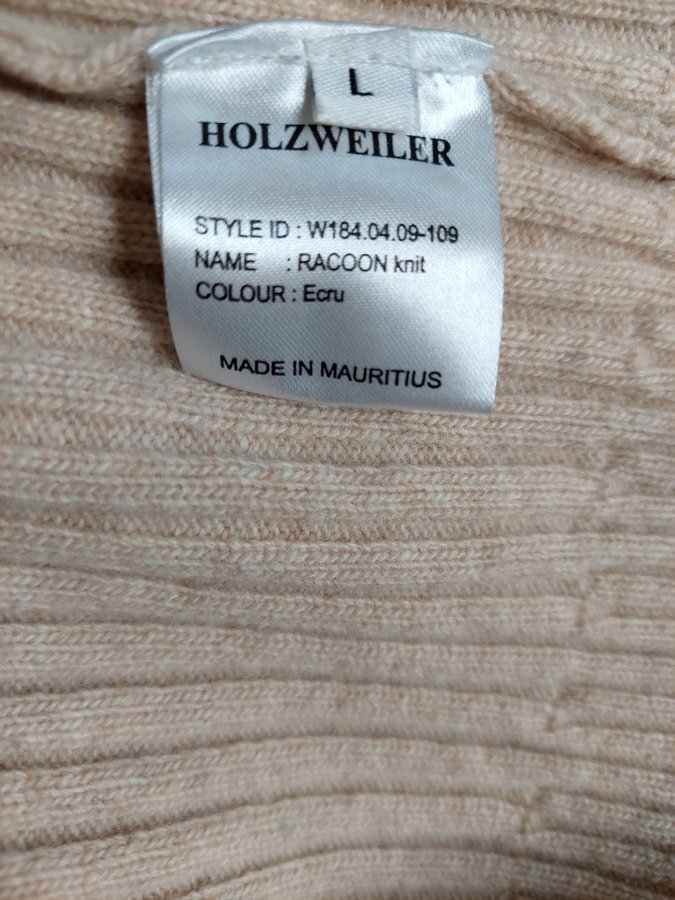 L
HOLZWEILER
STYLE ID : W184.04.09-109
NAME : RACOON knit
COLOUR : Ecru
MADE IN MAURITIUS